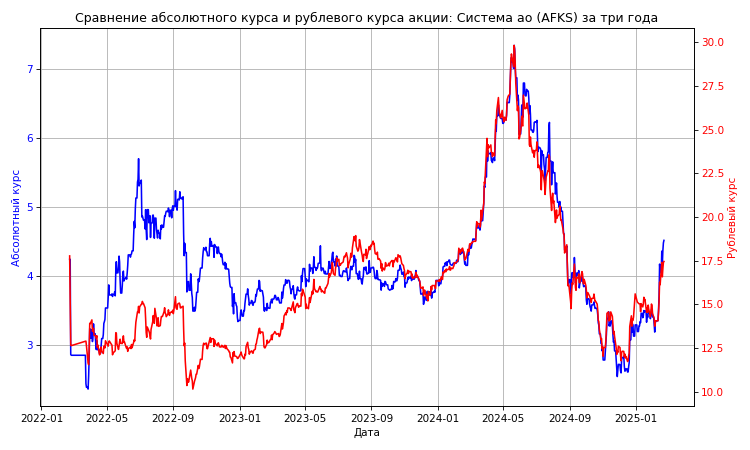 Сравнение абсолютного курса и рублевого курса акции: Система ао (AFKS) за три года
Абсолютный курс
7
6
5
4
3
30.0
27.5
25.0
22.5
20.0
17.5
15.0
12.5
10.0
Рублевый курс
2022-01 2022-05 2022-09 2023-01 2023-05 2023-09 2024-01 2024-05 2024-09 2025-01
Дата